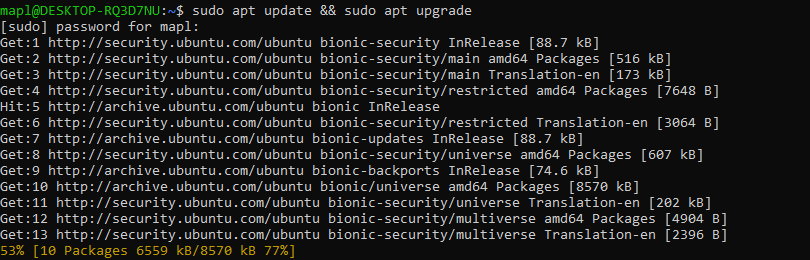 mapl@DESKTOP-RQ3D7NU:~$ sudo apt update && sudo apt upgrade
[sudo] password for mapl:
Get:1 http://security.ubuntu.com/ubuntu bionic-security InRelease [88.7 kB]
Get:2 http://security.ubuntu.com/ubuntu bionic-security/main amd64 Packages [516 kB]
Get:3 http://security.ubuntu.com/ubuntu bionic-security/main Translation-en [173 kB]
Get:4 http://security.ubuntu.com/ubuntu bionic-security/restricted amd64 Packages [7648 B]
Hit:5 http://archive.ubuntu.com/ubuntu bionic InRelease
Get:6 http://security.ubuntu.com/ubuntu bionic-security/restricted Translation-en [3064 B]
Get:7 http://archive.ubuntu.com/ubuntu bionic-updates InRelease [88.7 kB]
Get:8 http://security.ubuntu.com/ubuntu bionic-security/universe amd64 Packages [607 kB]
Get:9 http://archive.ubuntu.com/ubuntu bionic-backports InRelease [74.6 kB]
Get:10 http://archive.ubuntu.com/ubuntu bionic/universe amd64 Packages [8570 kB]
Get:11 http://security.ubuntu.com/ubuntu bionic-security/universe Translation-en [202 kB]
Get:12 http://security.ubuntu.com/ubuntu bionic-security/multiverse amd64 Packages [4904 B]
Get:13 http://security.ubuntu.com/ubuntu bionic-security/multiverse Translation-en [2396 B]
53% [10 Packages 6559 kB/8570 kB 77%]